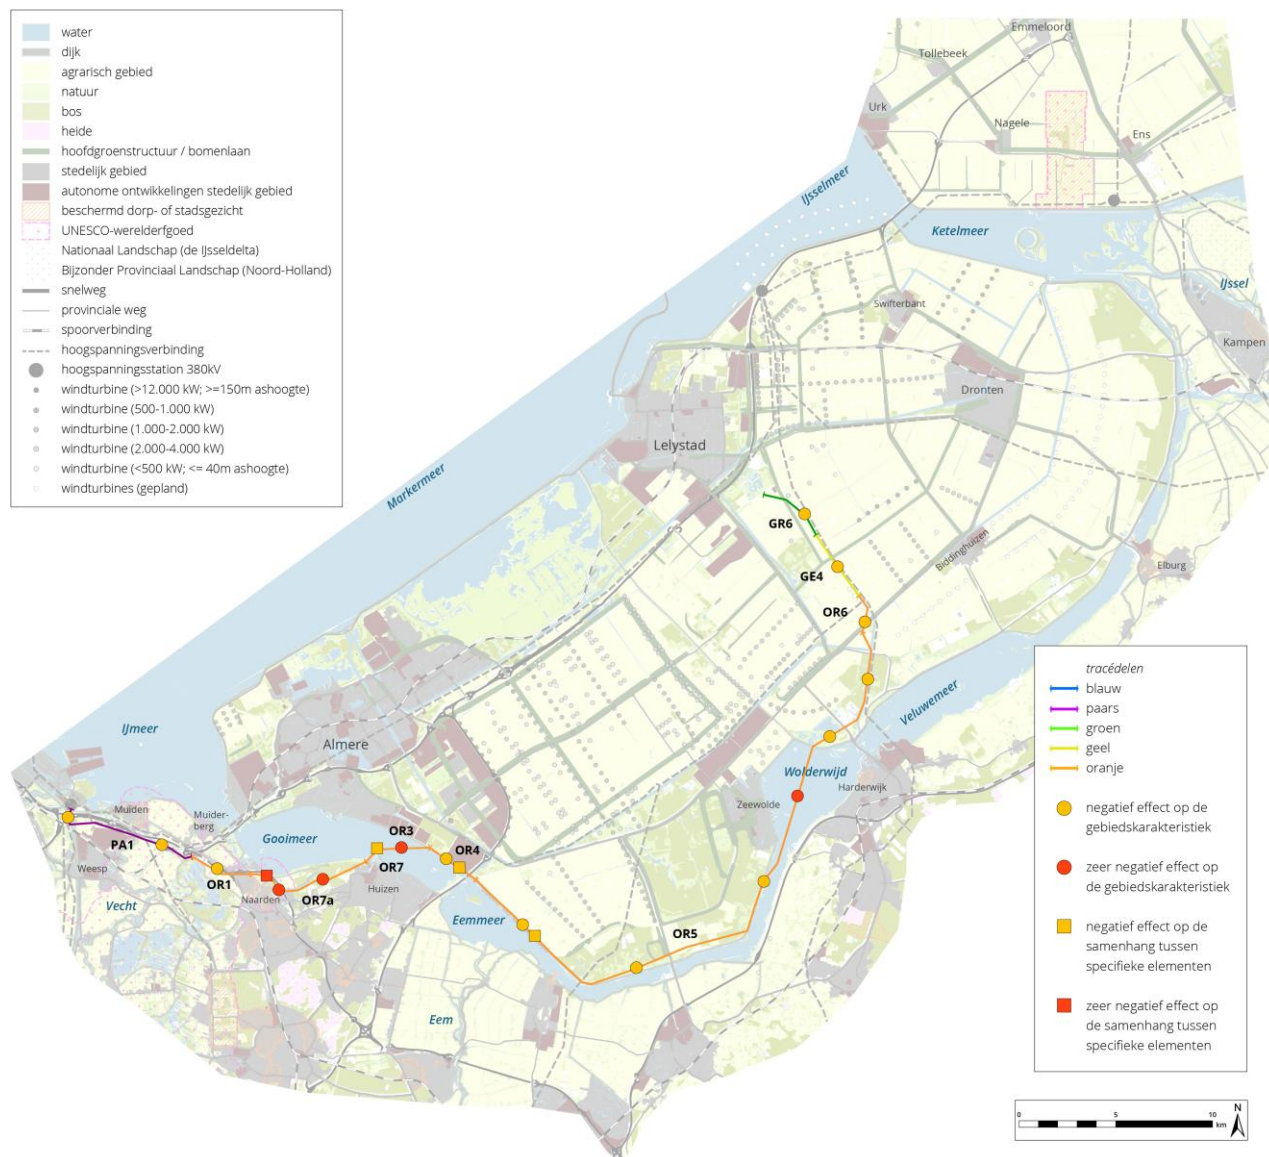 water
dijk
agrarisch gebied
natuur
bos
heide
hoofdgroenstructuur / bomenlaan
stedelijk gebied
autonome ontwikkelingen stedelijk gebied
beschermd dorp- of stadsgezicht
UNESCO-werelderfgoed
Nationaal Landschap (de IJsseldelta)
Bijzonder Provinciaal Landschap (Noord-Holland)
snelweg
provinciale weg
spoorverbinding
hoogspanningsverbinding
hoogspanningsstation 380kV
windturbine (>12.000 kW; >=150m ashoogte)
windturbine (500-1.000 kW)
windturbine (1.000-2.000 kW)
windturbine (2.000-4.000 kW)
windturbine (<500 kW; <= 40m ashoogte)
windturbines (gepland)
Emmeloord
Tollebeek
Urk
Nagele
Ens
IJsselmeer
Ketelmeer
IJssel
Swifterbant
Kampen
Dronten
Lelystad
Markermeer
GR6
Biddinghuizen
Elburg
GE4
OR6
Veluwemeer
IJmeer
Almere
Wolderwijd
Harderwijk
Zeewolde
Muiden
Muider-
berg
Gooimeer
PA1
OR3
OR4
OR7
Weesp
OR1
Naarden
OR7a
Huizen
Vecht
Eemmeer
OR5
Eem
tracédelen
blauw
paars
groen
geel
oranje
negatief effect op de
gebiedskarakteristiek
zeer negatief effect op
de gebiedskarakteristiek
negatief effect op de
samenhang tussen
specifieke elementen
zeer negatief effect op
de samenhang tussen
specifieke elementen
0 5 10
km
N